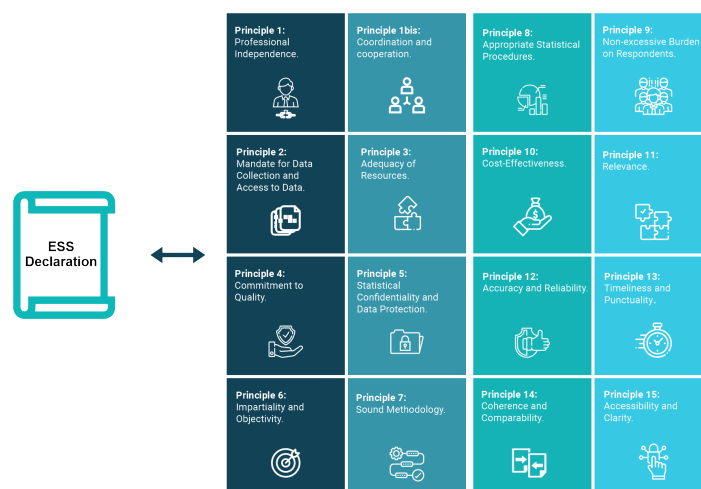 ESS
Declaration
Principle 1:
Professional
Independence.
Principle 1bis:
Coordination and
cooperation.
Principle 8:
Appropriate Statistical
Procedures.
Principle 9:
Non-excessive Burden
on Respondents.
Principle 2:
Mandate for Data
Collection and
Access to Data.
Principle 3:
Adequacy of
Resources.
Principle 10:
Cost-Effectiveness.
Principle 11:
Relevance.
Principle 4:
Commitment to
Quality.
Principle 5:
Statistical
Confidentiality and
Data Protection.
Principle 12:
Accuracy and Reliability.
Principle 13:
Timeliness and
Punctuality.
Principle 6:
Impartiality and
Objectivity.
Principle 7:
Sound Methodology.
Principle 14:
Coherence and
Comparability.
Principle 15:
Accessibility and
Clarity.